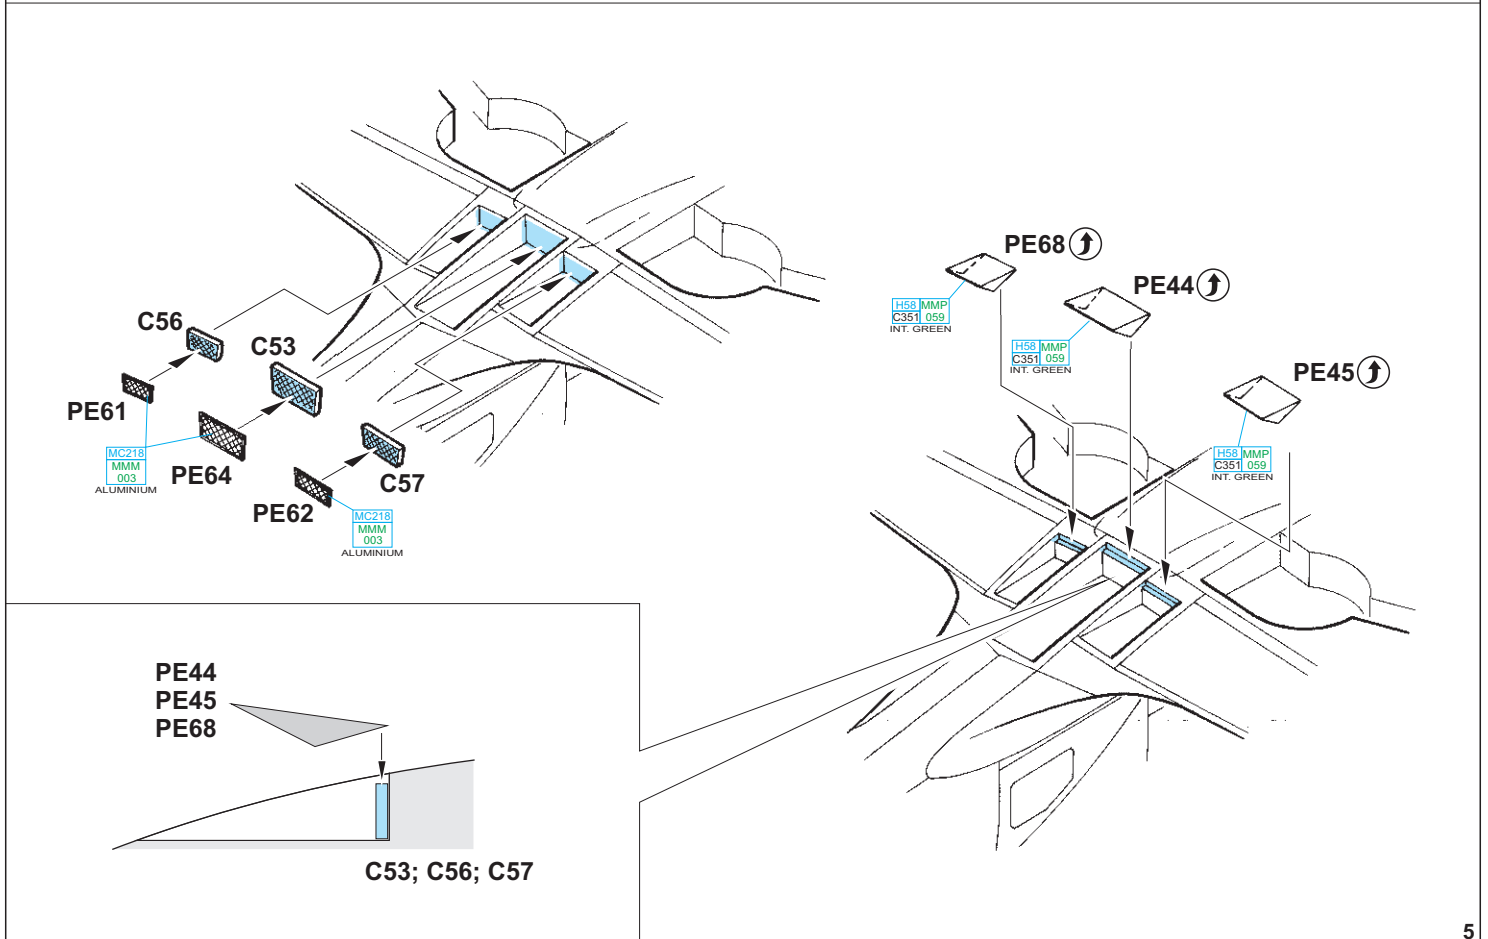 C56
C53
PE61
PE64
C57
PE62
MC218
MMM
003
ALUMINIUM
MC218
MMM
003
ALUMINIUM
PE68
H58 MMP
C351 059
INT. GREEN
PE44
H58 MMP
C351 059
INT. GREEN
PE45
H58 MMP
C351 059
INT. GREEN
PE44
PE45
PE68
C53; C56; C57
5